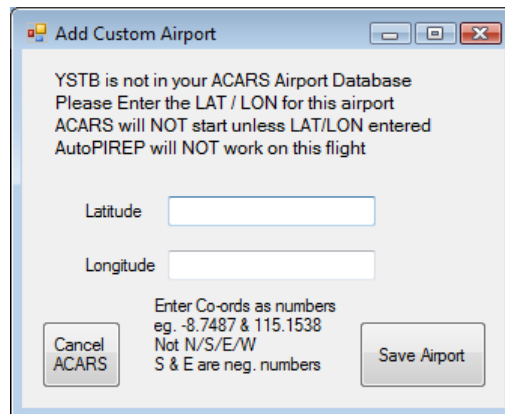 Add Custom Airport
YSTB is not in your ACARS Airport Database
Please Enter the LAT / LON for this airport
ACARS will NOT start unless LAT/LON entered
AutoPIREP will NOT work on this flight
Latitude
Longitude
Enter Co-ords as numbers
eg. -8.7487 & 115.1538
Not N/S/E/W
S & E are neg. numbers
Cancel
ACARS
Save Airport